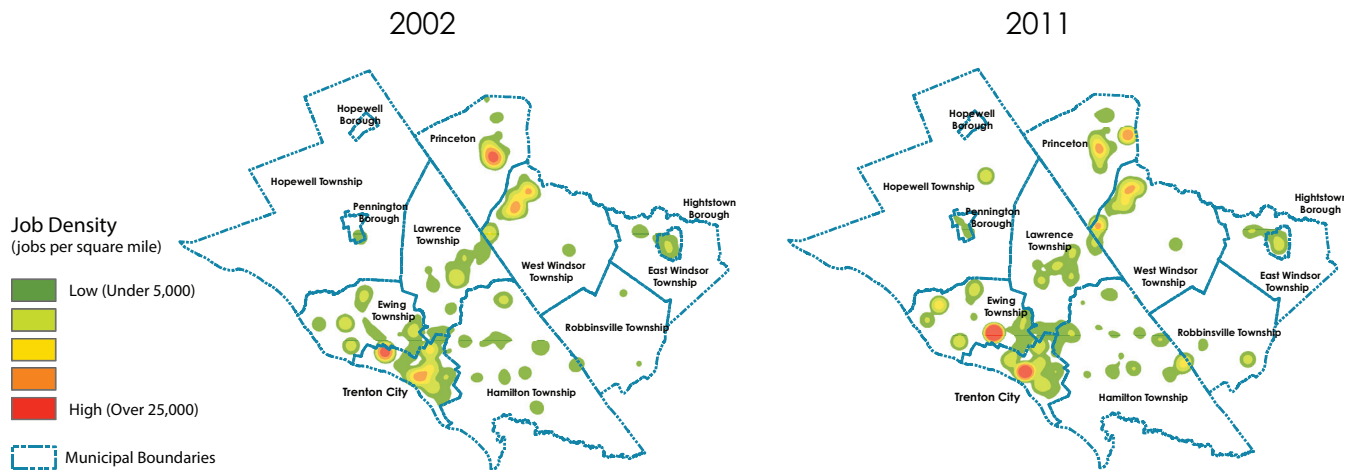 2002
2011
Hopewell
Borough
Princeton
Hopewell Township
Pennington
Borough
Lawrence
Township
Hightstown
Borough
West Windsor
Township
East Windsor
Township
Ewing
Township
Robbinsville Township
Trenton City
Hamilton Township
Hopewell
Borough
Princeton
Hopewell Township
Pennington
Borough
Lawrence
Township
Hightstown
Borough
West Windsor
Township
East Windsor
Township
Ewing
Township
Robbinsville Township
Trenton City
Hamilton Township
Job Density
(jobs per square mile)
Low (Under 5,000)
High (Over 25,000)
Municipal Boundaries